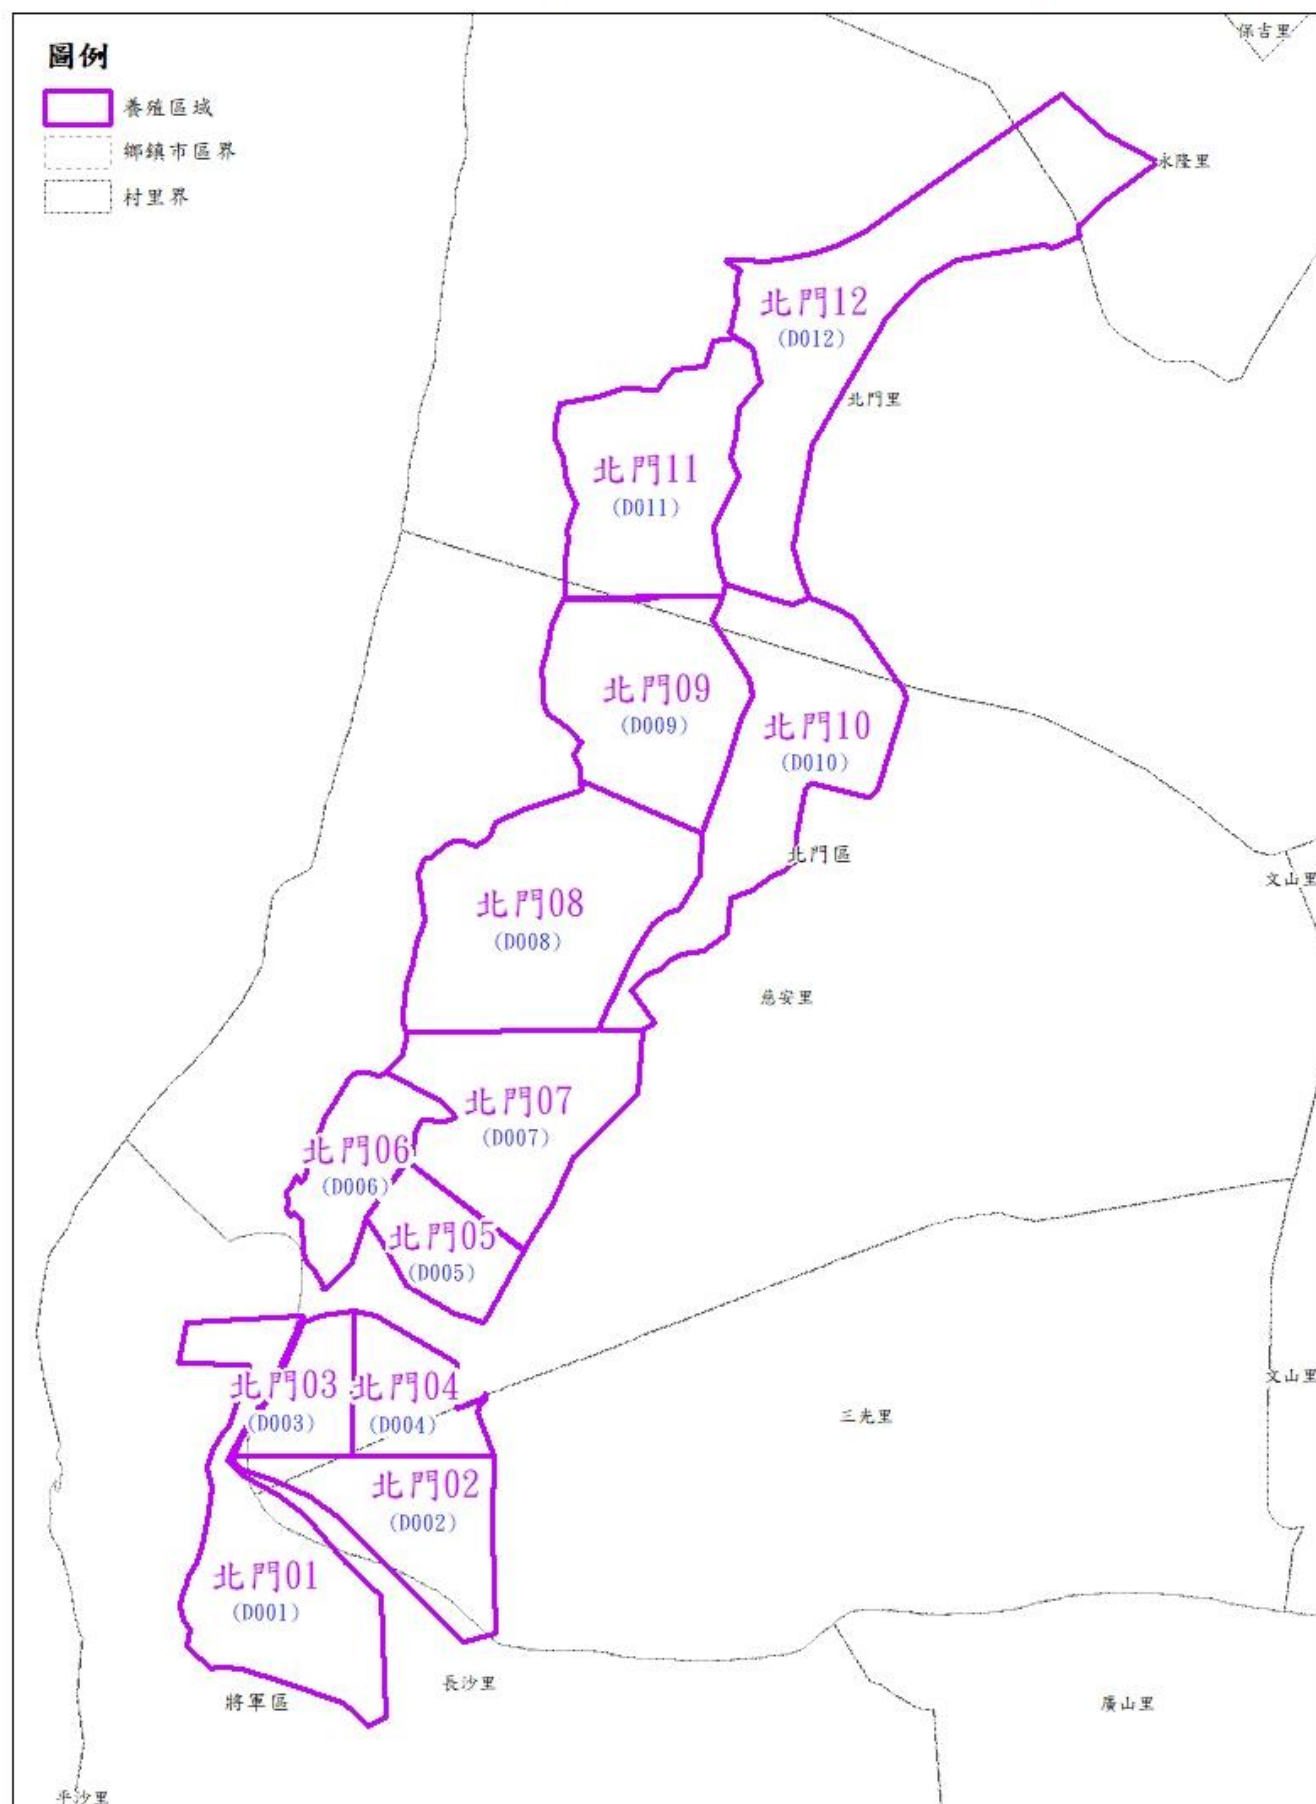 保吉里
圖例
養殖區域
鄉鎮市區界
村里界
永隆里
北門12
(D012)
北門里
北門11
(D011)
北門09
(D009)
北門10
(D010)
北門區
文山里
北門08
(D008)
慈安里
北門07
(D007)
北門06
(D006)
北門05
(D005)
北門03
(D003)
北門04
(D004)
文山里
三光里
北門02
(D002)
北門01
(D001)
長沙里
將軍區
廣山里
平沙里